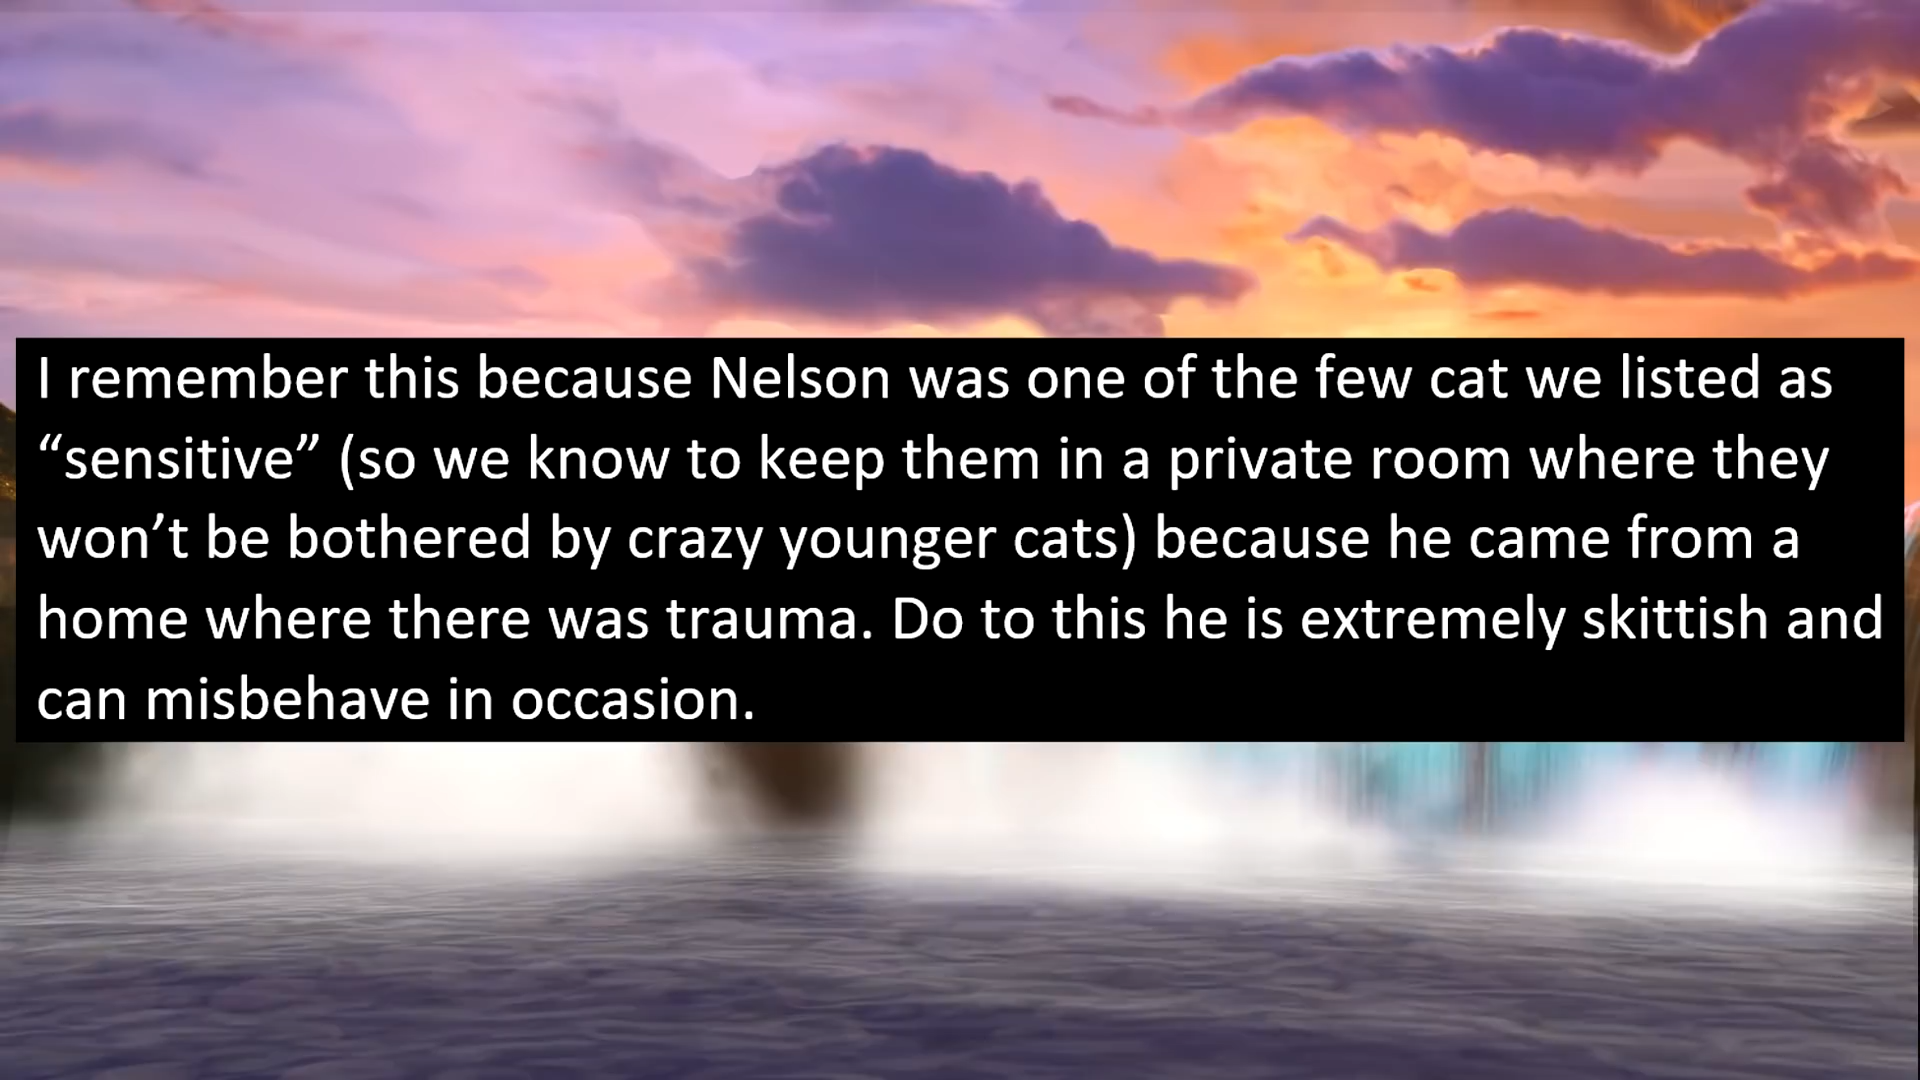 I remember this because Nelson was one of the few cat we listed as
“sensitive” (so we know to keep them in a private room where they
won’t be bothered by crazy younger cats) because he came from a
home where there was trauma. Do to this he is extremely skittish and
can misbehave in occasion.